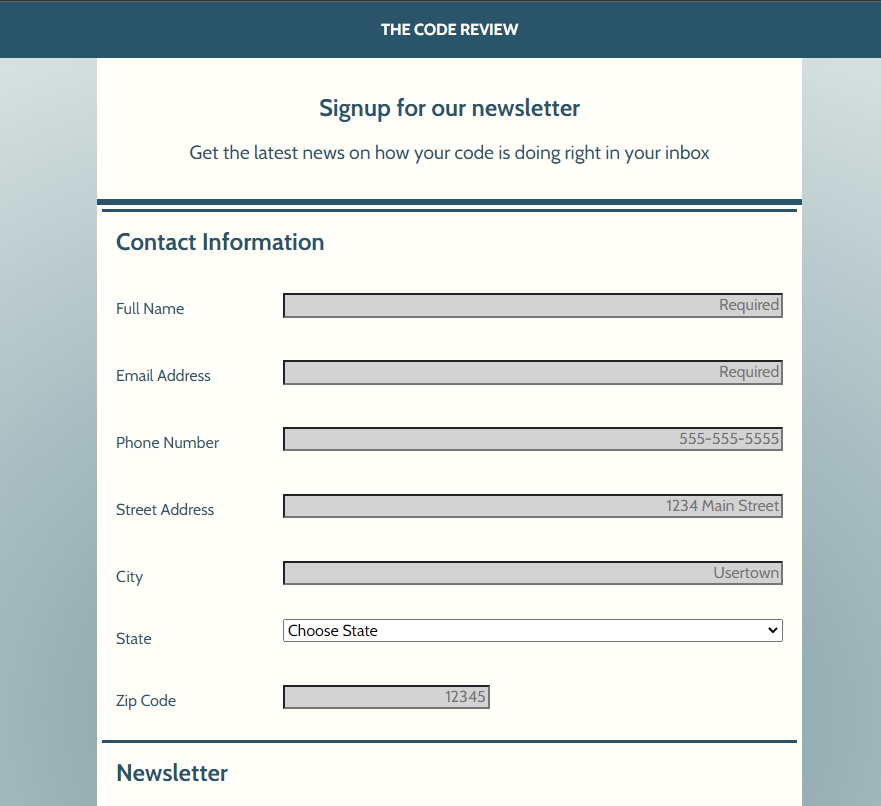 THE CODE REVIEW
Signup for our newsletter
Get the latest news on how your code is doing right in your inbox
Contact Information
Full Name Required
Email Address Required
Phone Number 555-555-5555
Street Address 1234 Main Street
City Usertown
State Choose State
Zip Code 12345
Newsletter